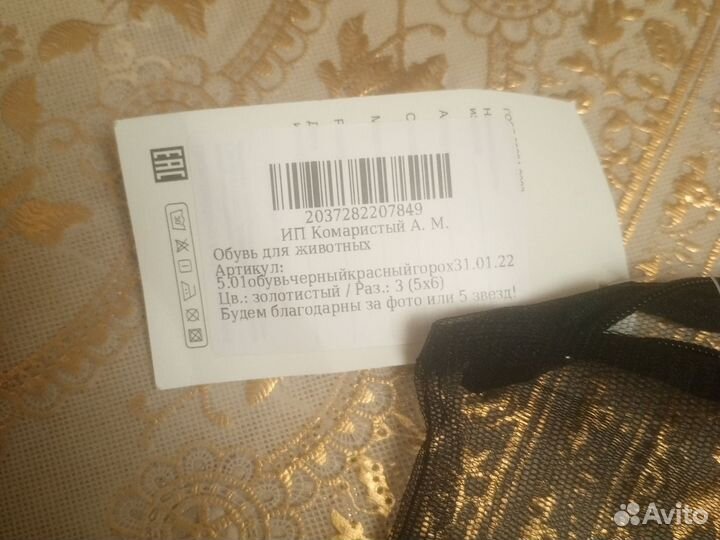 EAC
2037282207849
ИП Комаристый А. М.
Обувь для животных
Артикул:
5.01обувьчерныйкрасныйгорох31.01.22
Цв.: золотистый / Раз.: 3 (5x6)
Будем благодарны за фото или 5 звезд!
Avito